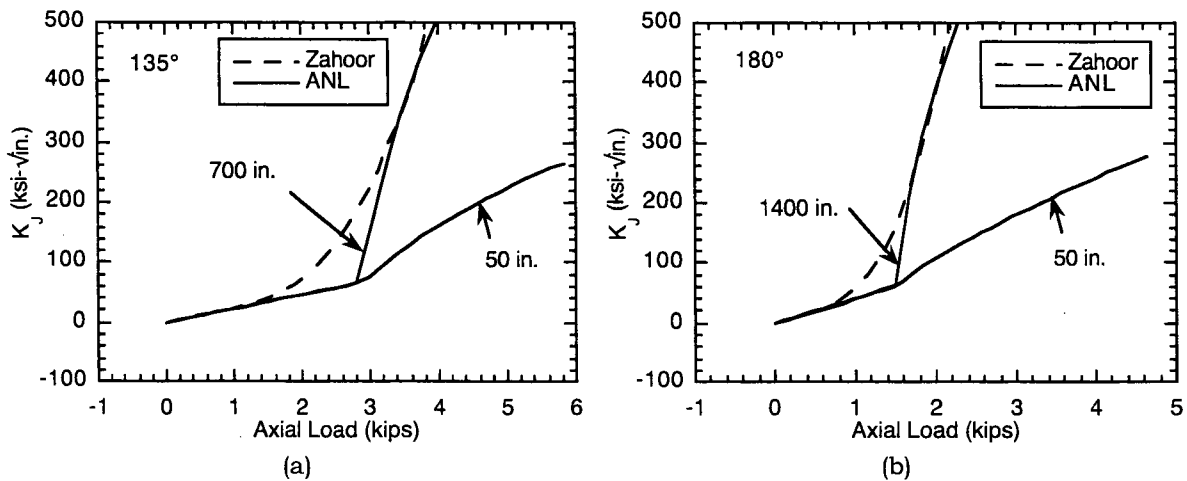 500
400
300
200
100
0
-100
K_J (ksi-√in.)
135°
Zahoor
ANL
700 in.
50 in.
-1 0 1 2 3 4 5 6
Axial Load (kips)
(a)
500
400
300
200
100
0
-100
K_J (ksi-√in.)
180°
Zahoor
ANL
1400 in.
50 in.
-1 0 1 2 3 4 5
Axial Load (kips)
(b)